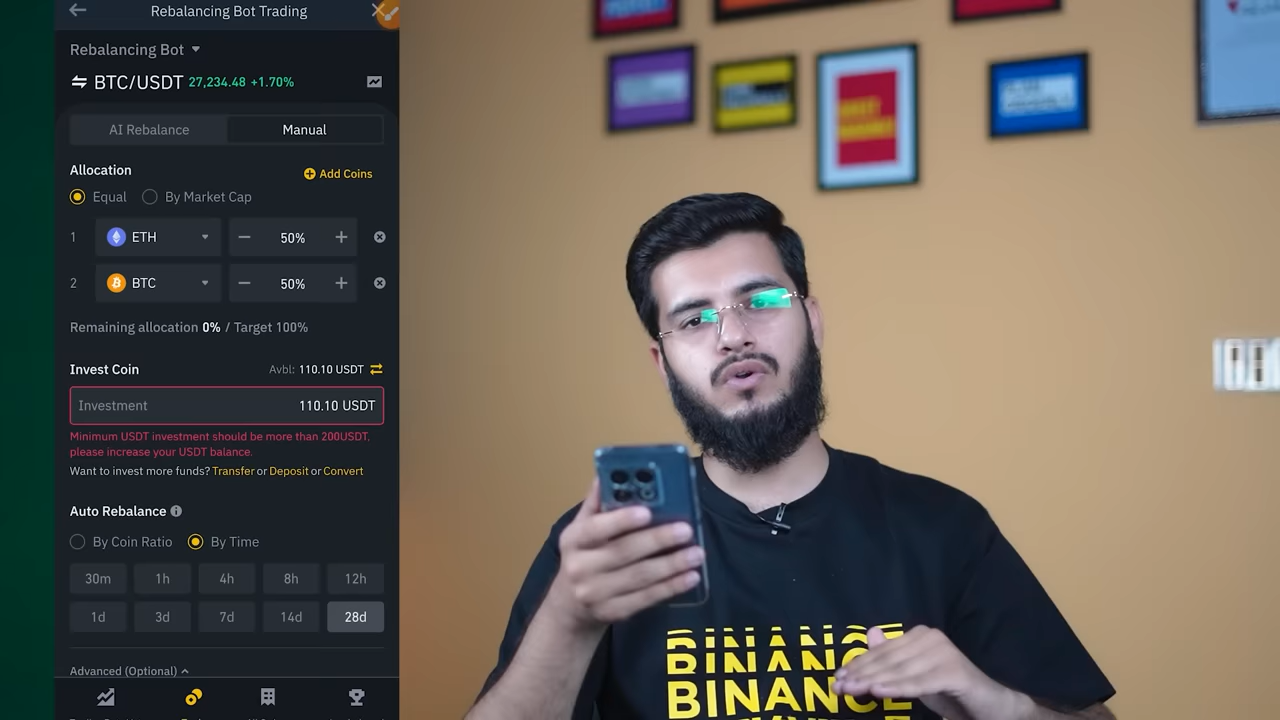 Rebalancing Bot Trading
Rebalancing Bot
BTC/USDT 27,234.48 +1.70%
AI Rebalance Manual
Allocation Add Coins
Equal By Market Cap
1 ETH 50%
2 BTC 50%
Remaining allocation 0% / Target 100%
Invest Coin Avbl: 110.10 USDT
Investment 110.10 USDT
Minimum USDT investment should be more than 200USDT,
please increase your USDT balance.
Want to invest more funds? Transfer or Deposit or Convert
Auto Rebalance
By Coin Ratio By Time
30m 1h 4h 8h 12h
1d 3d 7d 14d 28d
Advanced (Optional)
BINANCE
BINANCE
BINANCE